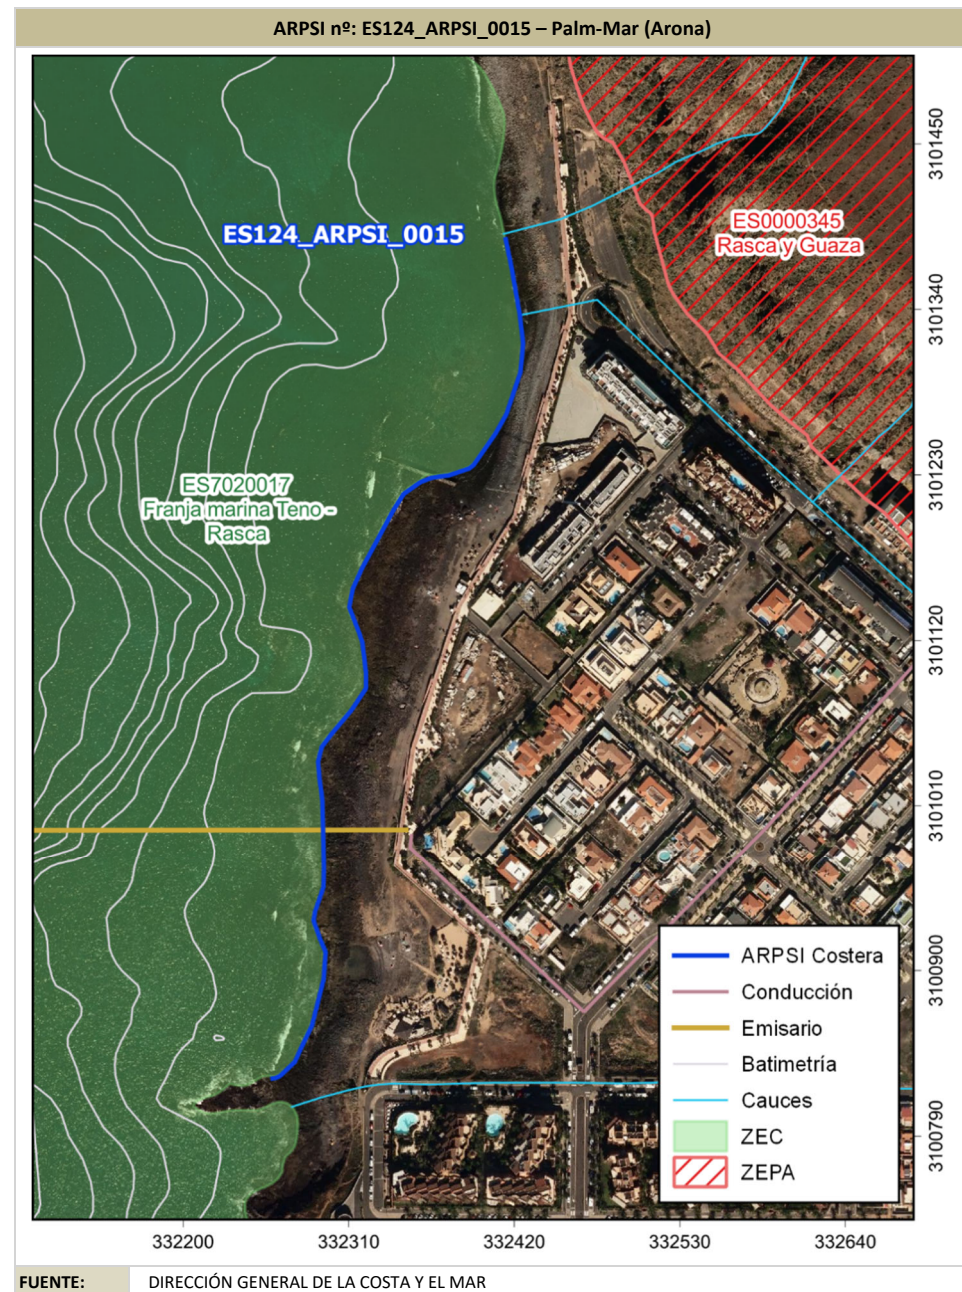 ARPSI nº: ES124_ARPSI_0015 – Palm-Mar (Arona)
ES124_ARPSI_0015
ES0000345
Rasca y Guaza
ES7020017
Franja marina Teno -
Rasca
3101450
3101340
3101230
3101120
3101010
3100900
3100790
ARPSI Costera
Conducción
Emisario
Batimetría
Cauces
ZEC
ZEPA
332200
332310
332420
332530
332640
FUENTE: DIRECCIÓN GENERAL DE LA COSTA Y EL MAR